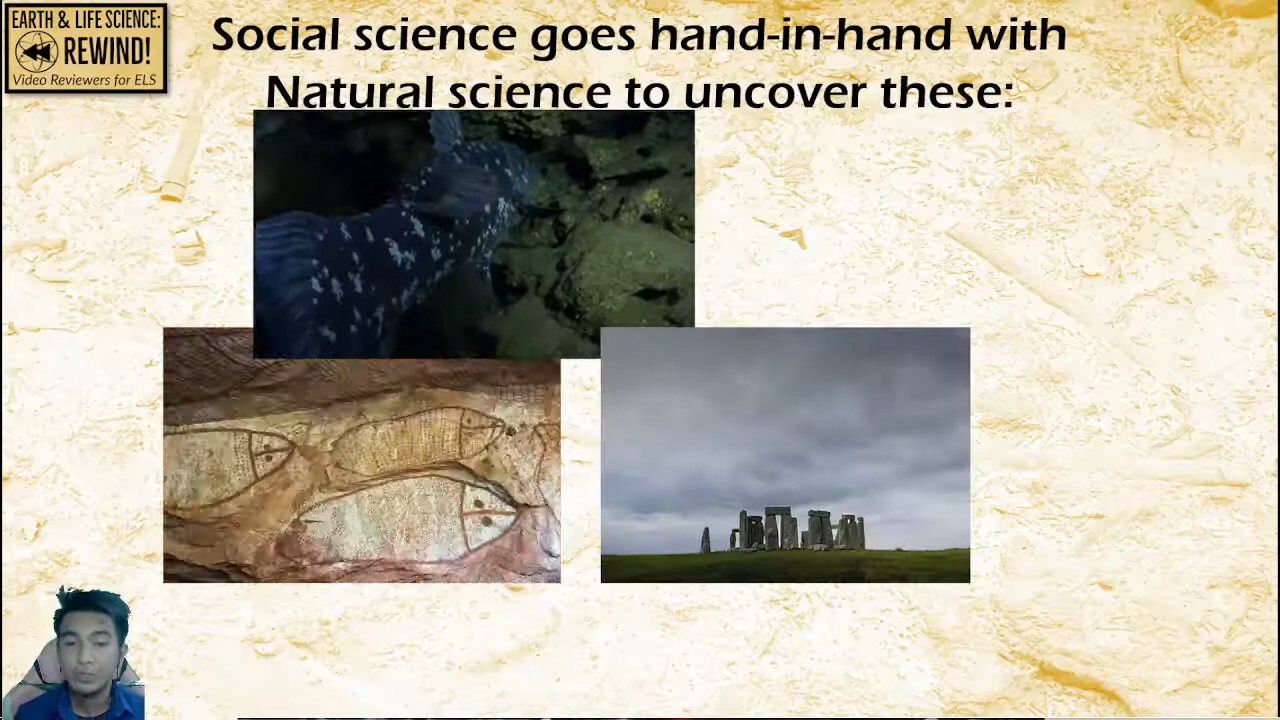 EARTH & LIFE SCIENCE:
REWIND!
Video Reviewers for ELS
Social science goes hand-in-hand with
Natural science to uncover these: